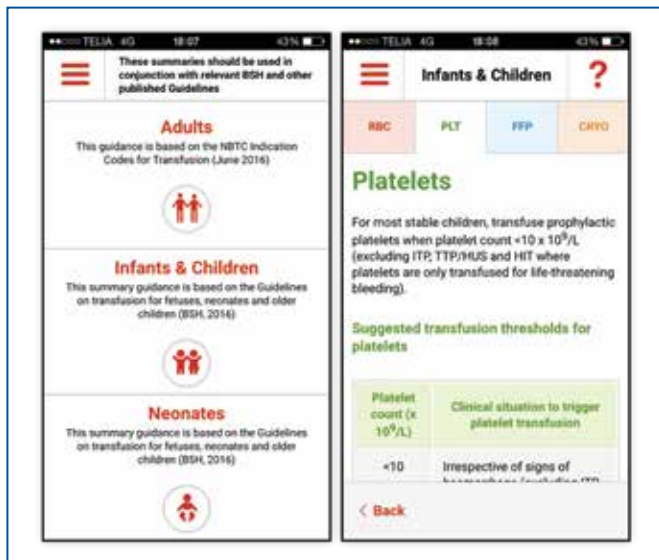 TELIA 4G 18:07 43%
These summaries should be used in
conjunction with relevant BSH and other
published Guidelines
Adults
This guidance is based on the NBTC Indication
Codes for Transfusion (June 2016)
Infants & Children
This summary guidance is based on the Guidelines
on transfusion for fetuses, neonates and older
children (BSH, 2016)
Neonates
This summary guidance is based on the Guidelines
on transfusion for fetuses, neonates and older
children (BSH, 2016)
TELIA 4G 18:08 43%
Infants & Children ?
RBC PLT FFP CRYO
Platelets
For most stable children, transfuse prophylactic
platelets when platelet count <10 x 10⁹/L
(excluding ITP, TTP/HUS and HIT where
platelets are only transfused for life-threatening
bleeding).
Suggested transfusion thresholds for
platelets
Platelet
count (x
10⁹/L)
Clinical situation to trigger
platelet transfusion
<10
Irrespective of signs of
< Back